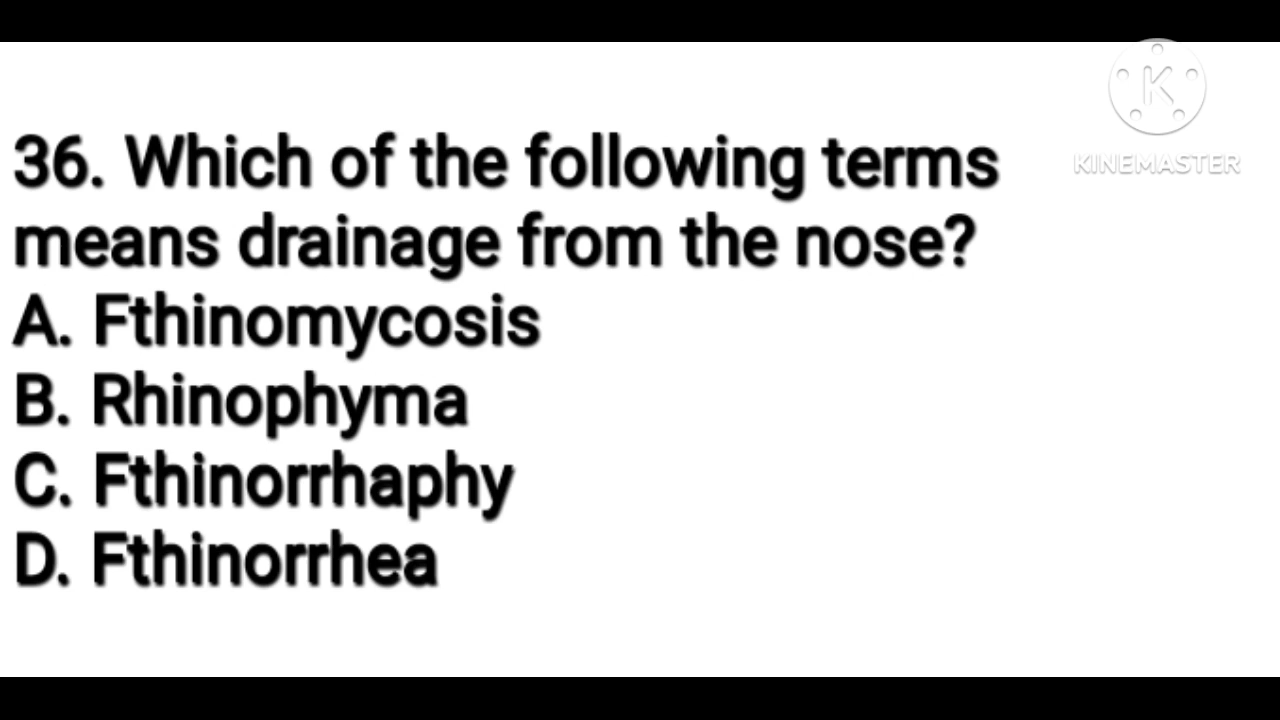 36. Which of the following terms
means drainage from the nose?
A. Fthinomycosis
B. Rhinophyma
C. Fthinorrhaphy
D. Fthinorrhea
K
KINEMASTER